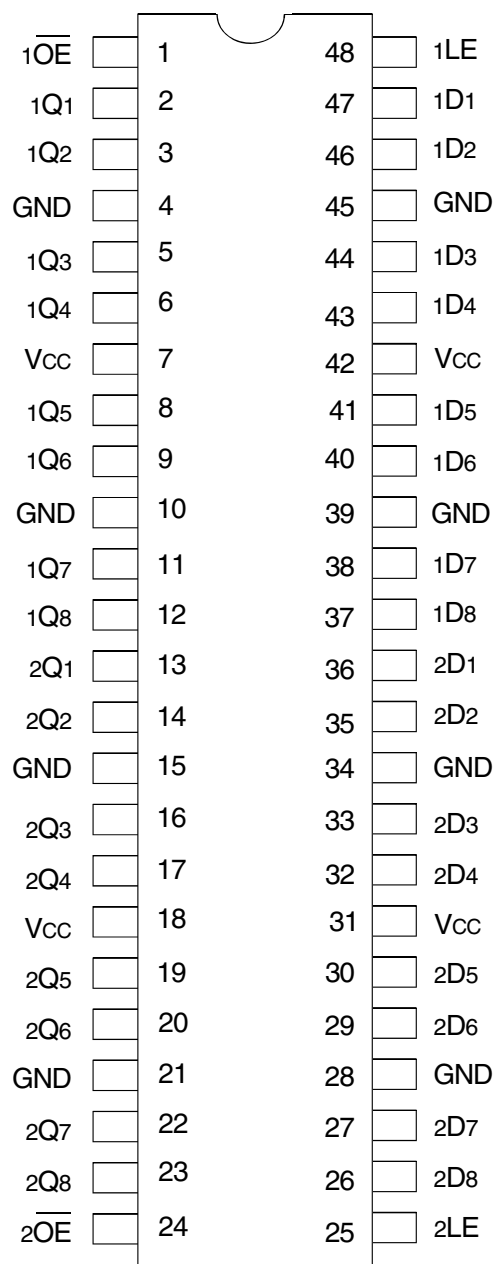 1O̅E̅ 1 48 1LE
1Q1 2 47 1D1
1Q2 3 46 1D2
GND 4 45 GND
1Q3 5 44 1D3
1Q4 6 43 1D4
VCC 7 42 VCC
1Q5 8 41 1D5
1Q6 9 40 1D6
GND 10 39 GND
1Q7 11 38 1D7
1Q8 12 37 1D8
2Q1 13 36 2D1
2Q2 14 35 2D2
GND 15 34 GND
2Q3 16 33 2D3
2Q4 17 32 2D4
VCC 18 31 VCC
2Q5 19 30 2D5
2Q6 20 29 2D6
GND 21 28 GND
2Q7 22 27 2D7
2Q8 23 26 2D8
2O̅E̅ 24 25 2LE